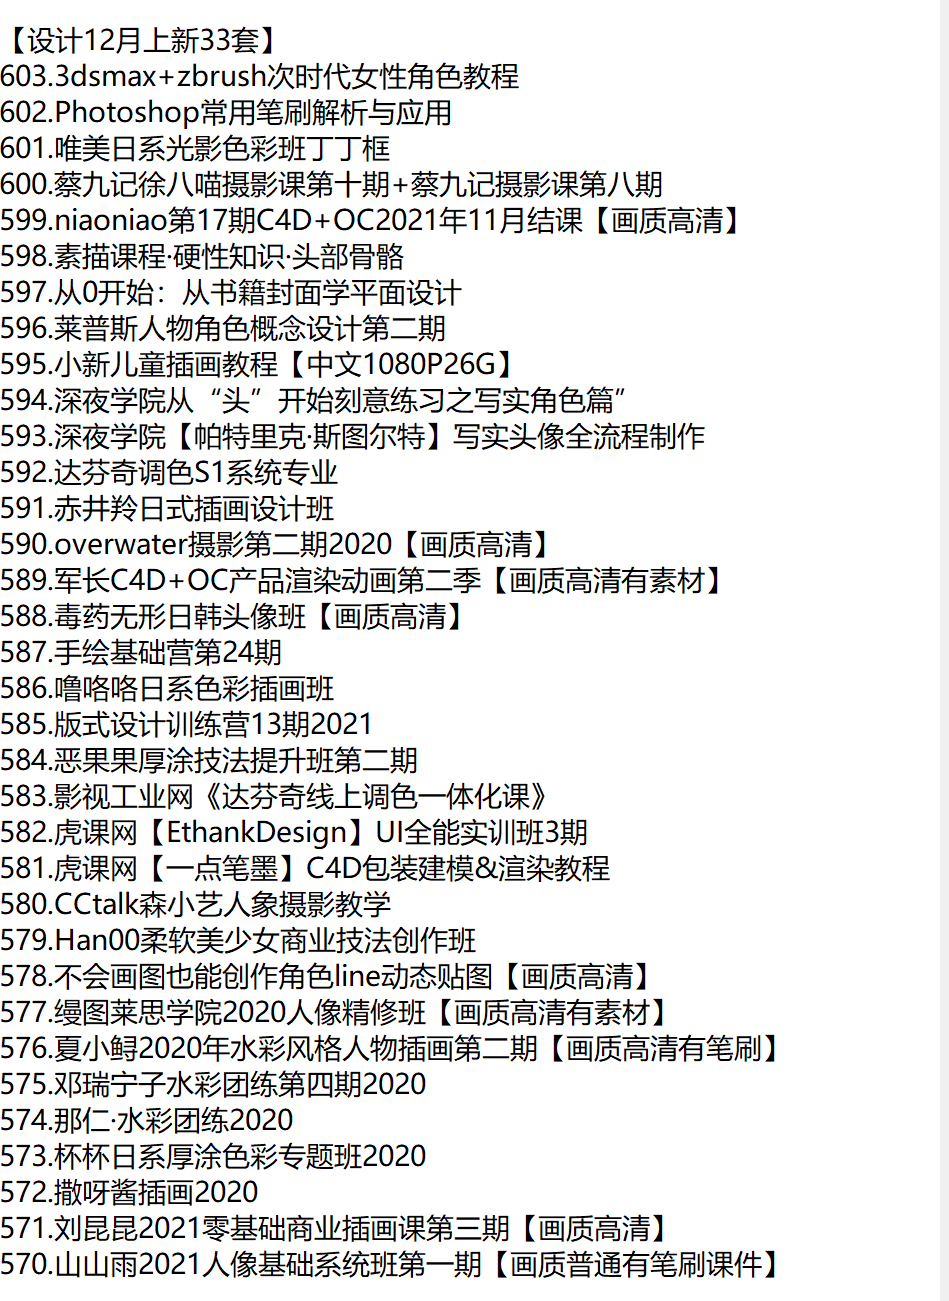 【设计12月上新33套】
603.3dsmax+zbrush次时代女性角色教程
602.Photoshop常用笔刷解析与应用
601.唯美日系光影色彩班丁丁框
600.蔡九记徐八喵摄影课第十期+蔡九记摄影课第八期
599.niaoniao第17期C4D+OC2021年11月结课【画质高清】
598.素描课程·硬性知识·头部骨骼
597.从0开始：从书籍封面学平面设计
596.莱普斯人物角色概念设计第二期
595.小新儿童插画教程【中文1080P26G】
594.深夜学院从“头”开始刻意练习之写实角色篇”
593.深夜学院【帕特里克·斯图尔特】写实头像全流程制作
592.达芬奇调色S1系统专业
591.赤井羚日式插画设计班
590.overwater摄影第二期2020【画质高清】
589.军长C4D+OC产品渲染动画第二季【画质高清有素材】
588.毒药无形日韩头像班【画质高清】
587.手绘基础营第24期
586.噜咯咯日系色彩插画班
585.版式设计训练营13期2021
584.恶果果厚涂技法提升班第二期
583.影视工业网《达芬奇线上调色一体化课》
582.虎课网【EthankDesign】UI全能实训班3期
581.虎课网【一点笔墨】C4D包装建模&渲染教程
580.CCtalk森小艺人象摄影教学
579.Han00柔软美少女商业技法创作班
578.不会画图也能创作角色line动态贴图【画质高清】
577.缦图莱思学院2020人像精修班【画质高清有素材】
576.夏小鲟2020年水彩风格人物插画第二期【画质高清有笔刷】
575.邓瑞宁子水彩团练第四期2020
574.那仁·水彩团练2020
573.杯杯日系厚涂色彩专题班2020
572.撒呀酱插画2020
571.刘昆昆2021零基础商业插画课第三期【画质高清】
570.山山雨2021人像基础系统班第一期【画质普通有笔刷课件】